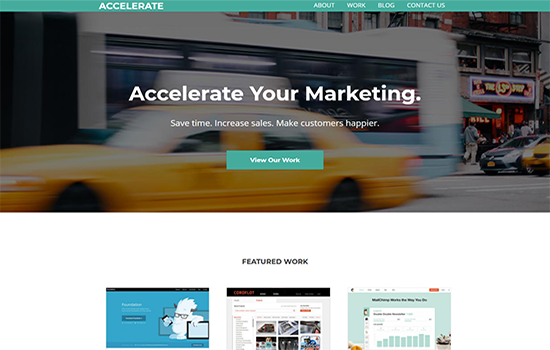 ACCELERATE
ABOUT WORK BLOG CONTACT US
Accelerate Your Marketing.
Save time. Increase sales. Make customers happier.
View Our Work
FEATURED WORK
Foundation
COROFLOT
MailChimp Works the Way You Do